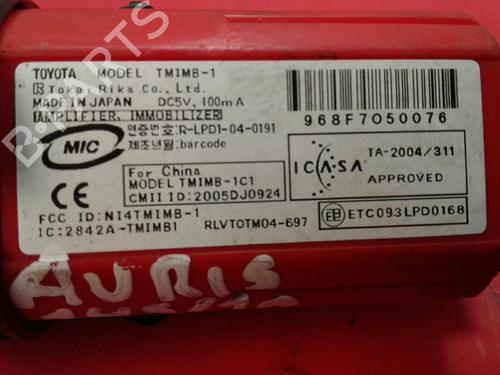 TOYOTA MODEL TMIMB-1
Tokai Rika Co., Ltd.
MADE IN JAPAN DC5V, 100mA
AMPLIFIER, IMMOBILIZER
인증번호:R-LPD1-04-0191
제조년월:barcode
MIC
For China
MODEL TMIMB-1C1
CMII ID:2005DJ0924
CE
FCC ID:NI4TMIMB-1
IC:2842A-TMIMB1
RLVTOTM04-697
968F7050076
ICASA
TA-2004/311
APPROVED
ETC093LPD0168
AURIS
B-PARTS